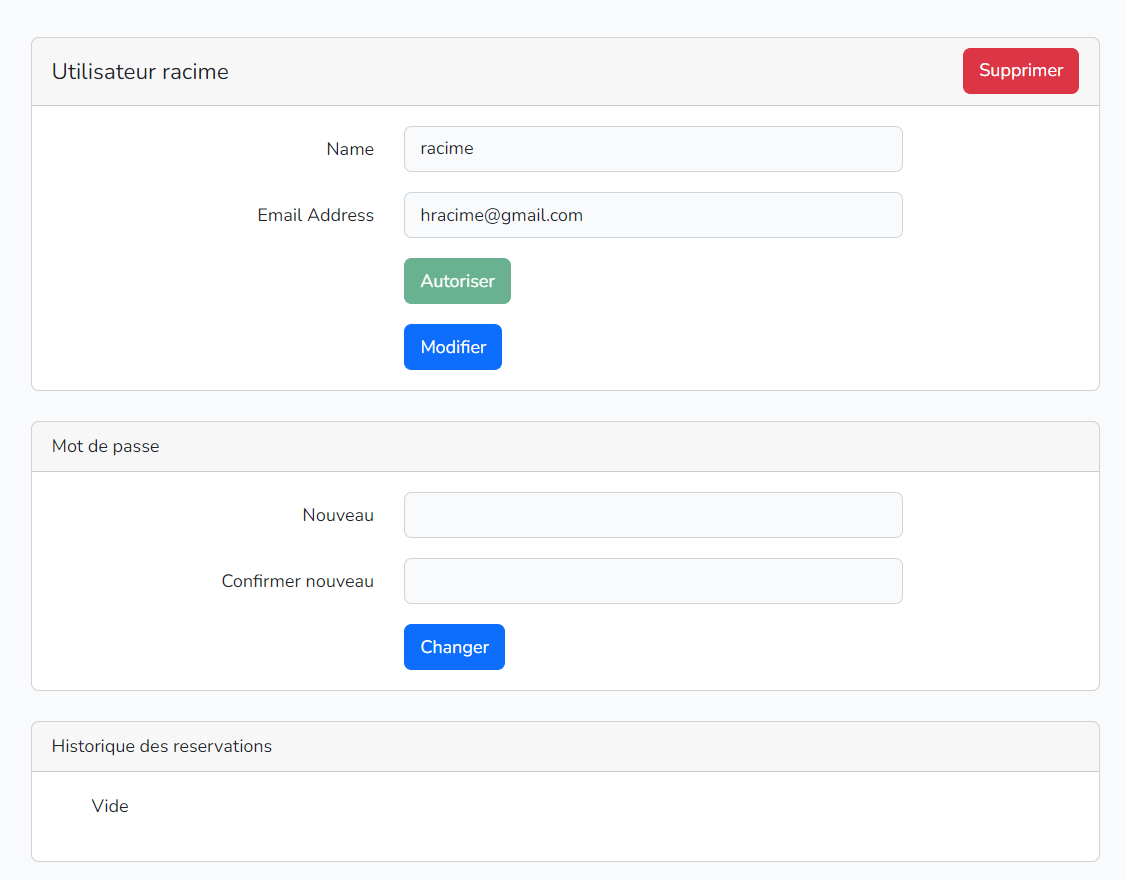 Utilisateur racime
Supprimer
Name
racime
Email Address
hracime@gmail.com
Autoriser
Modifier
Mot de passe
Nouveau
Confirmer nouveau
Changer
Historique des reservations
Vide